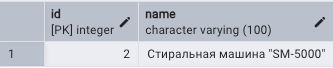 id name
[PK] integer character varying (100)
1 2 Стиральная машина "SM-5000"